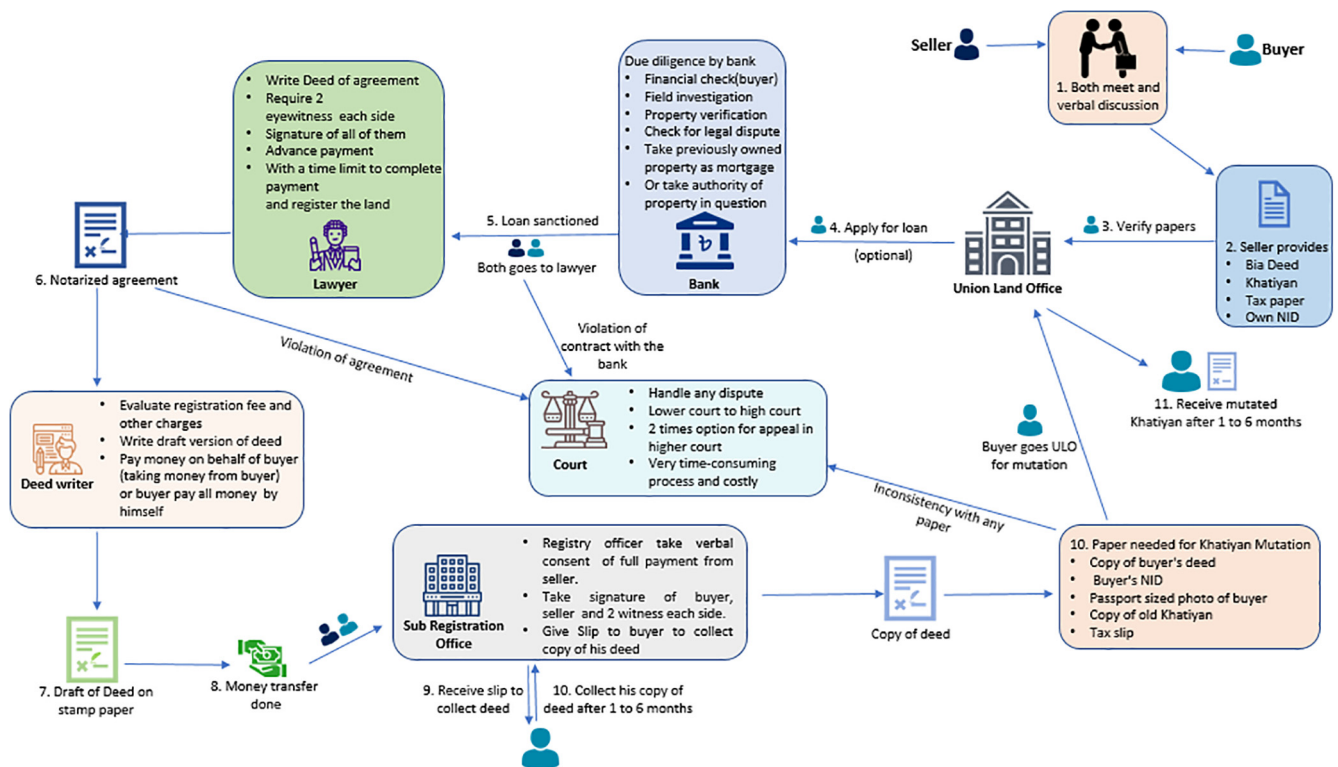 Seller
Buyer
1. Both meet and
verbal discussion
2. Seller provides
• Bia Deed
• Khatiyan
• Tax paper
• Own NID
3. Verify papers
Union Land Office
4. Apply for loan
(optional)
Due diligence by bank
• Financial check(buyer)
• Field investigation
• Property verification
• Check for legal dispute
• Take previously owned
property as mortgage
• Or take authority of
property in question
৳
Bank
5. Loan sanctioned
Both goes to lawyer
• Write Deed of agreement
• Require 2
eyewitness each side
• Signature of all of them
• Advance payment
• With a time limit to complete
payment
and register the land
Lawyer
6. Notarized agreement
Violation of agreement
Violation of
contract with the
bank
• Handle any dispute
• Lower court to high court
• 2 times option for appeal in
higher court
• Very time-consuming
process and costly
Court
• Evaluate registration fee and
other charges
• Write draft version of deed
• Pay money on behalf of buyer
(taking money from buyer)
or buyer pay all money by
himself
Deed writer
7. Draft of Deed on
stamp paper
8. Money transfer
done
• Registry officer take verbal
consent of full payment from
seller.
• Take signature of buyer,
seller and 2 witness each side.
• Give Slip to buyer to collect
copy of his deed
Sub Registration
Office
9. Receive slip to
collect deed
10. Collect his copy of
deed after 1 to 6 months
Copy of deed
10. Paper needed for Khatiyan Mutation
• Copy of buyer's deed
• Buyer's NID
• Passport sized photo of buyer
• Copy of old Khatiyan
• Tax slip
Inconsistency with any
paper
Buyer goes ULO
for mutation
11. Receive mutated
Khatiyan after 1 to 6 months